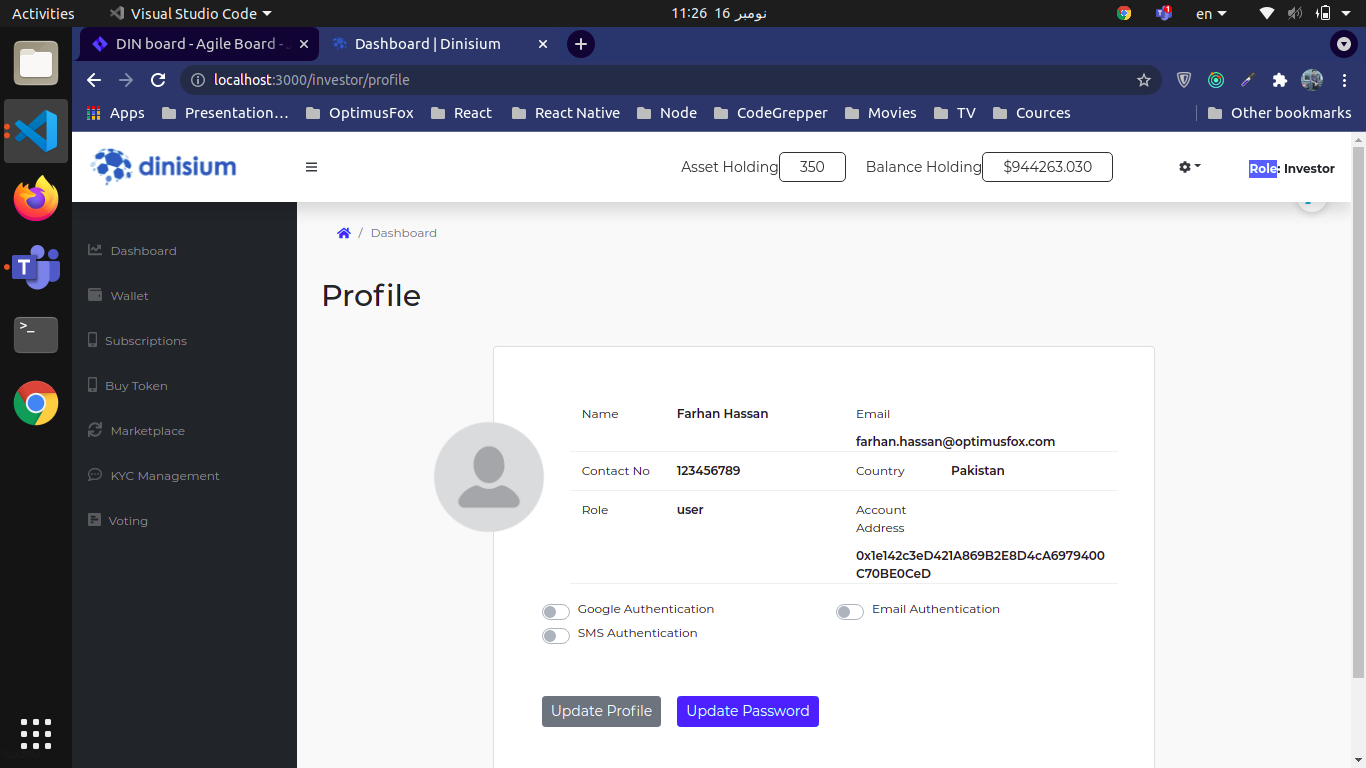 Activities Visual Studio Code 11:26 نومبر 16 en
DIN board - Agile Board - Dashboard | Dinisium
localhost:3000/investor/profile
Apps Presentation… OptimusFox React React Native Node CodeGrepper Movies TV Cources Other bookmarks
dinisium Asset Holding 350 Balance Holding $944263.030 Role: Investor
/ Dashboard
Dashboard
Wallet
Subscriptions
Buy Token
Marketplace
KYC Management
Voting
Profile
Name Farhan Hassan Email
farhan.hassan@optimusfox.com
Contact No 123456789 Country Pakistan
Role user Account
Address
0x1e142c3eD421A869B2E8D4cA6979400
C70BE0CeD
Google Authentication Email Authentication
SMS Authentication
Update Profile Update Password